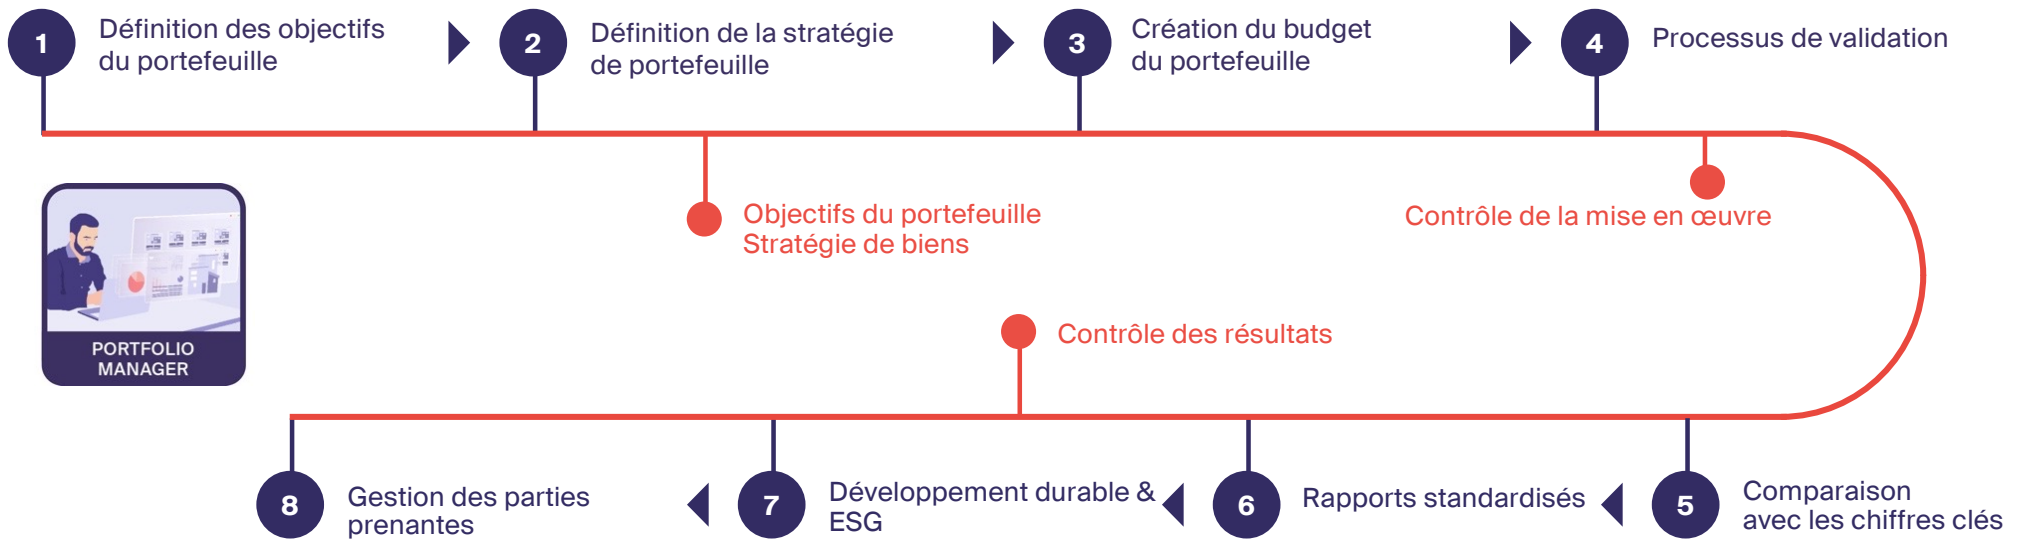 1
Définition des objectifs
du portefeuille
2
Définition de la stratégie
de portefeuille
3
Création du budget
du portefeuille
4
Processus de validation
Objectifs du portefeuille
Stratégie de biens
Contrôle de la mise en œuvre
PORTFOLIO
MANAGER
Contrôle des résultats
8
Gestion des parties
prenantes
7
Développement durable &
ESG
6
Rapports standardisés
5
Comparaison
avec les chiffres clés